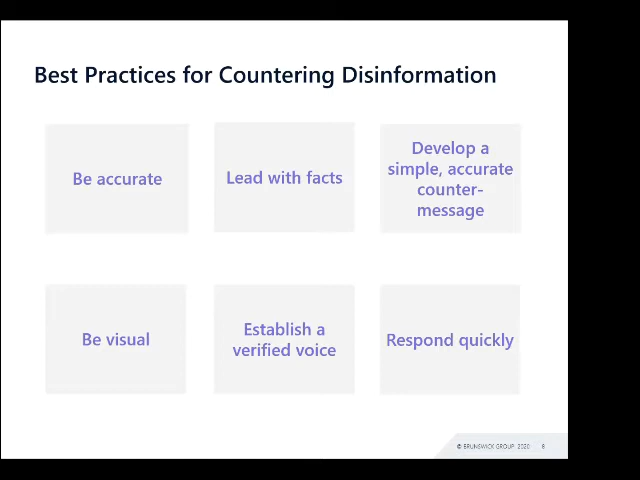 Best Practices for Countering Disinformation
Be accurate
Lead with facts
Develop a
simple, accurate
counter-
message
Be visual
Establish a
verified voice
Respond quickly
© BRUNSWICK GROUP 2020
6